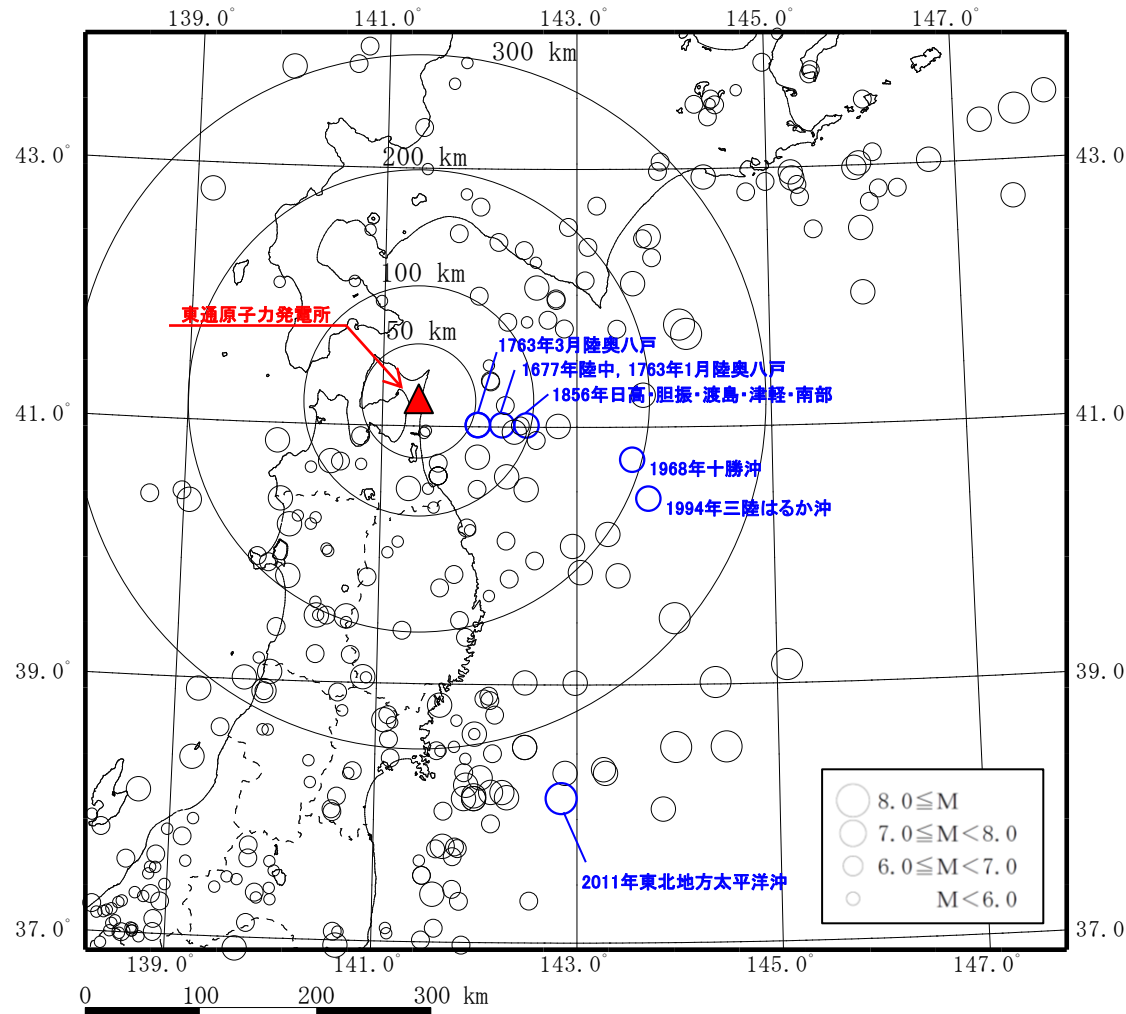 139.0° 141.0° 143.0° 145.0° 147.0°
300 km
43.0° 43.0°
200 km
100 km
東通原子力発電所
50 km
1763年3月陸奥八戸
1677年陸中, 1763年1月陸奥八戸
1856年日高・胆振・渡島・津軽・南部
41.0° 41.0°
1968年十勝沖
1994年三陸はるか沖
39.0° 39.0°
8.0≦M
7.0≦M<8.0
6.0≦M<7.0
M<6.0
2011年東北地方太平洋沖
37.0° 37.0°
139.0° 141.0° 143.0° 145.0° 147.0°
0 100 200 300 km